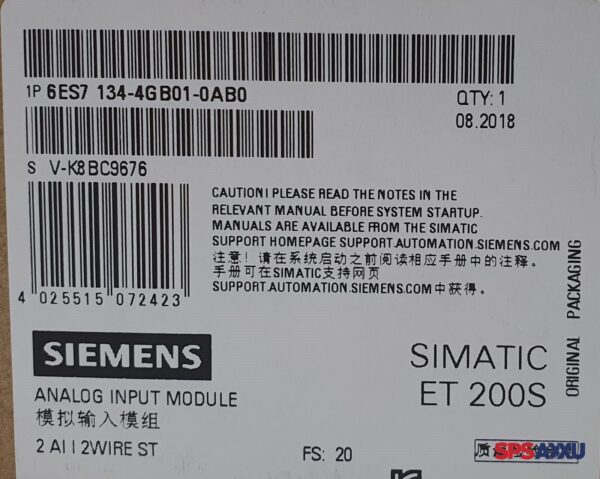 1P 6ES7 134-4GB01-0AB0
QTY: 1
08.2018
S V-K8BC9676
CAUTION! PLEASE READ THE NOTES IN THE
RELEVANT MANUAL BEFORE SYSTEM STARTUP.
MANUALS ARE AVAILABLE FROM THE SIMATIC
SUPPORT HOMEPAGE SUPPORT.AUTOMATION.SIEMENS.COM
注意！请在系统启动之前阅读相应手册中的注释。
手册可在SIMATIC支持网页
SUPPORT.AUTOMATION.SIEMENS.COM中获得。
4 025515 072423
ORIGINAL PACKAGING
SIEMENS
SIMATIC
ET 200S
ANALOG INPUT MODULE
模拟输入模组
2 AI I 2WIRE ST
FS: 20
SPSAXXU